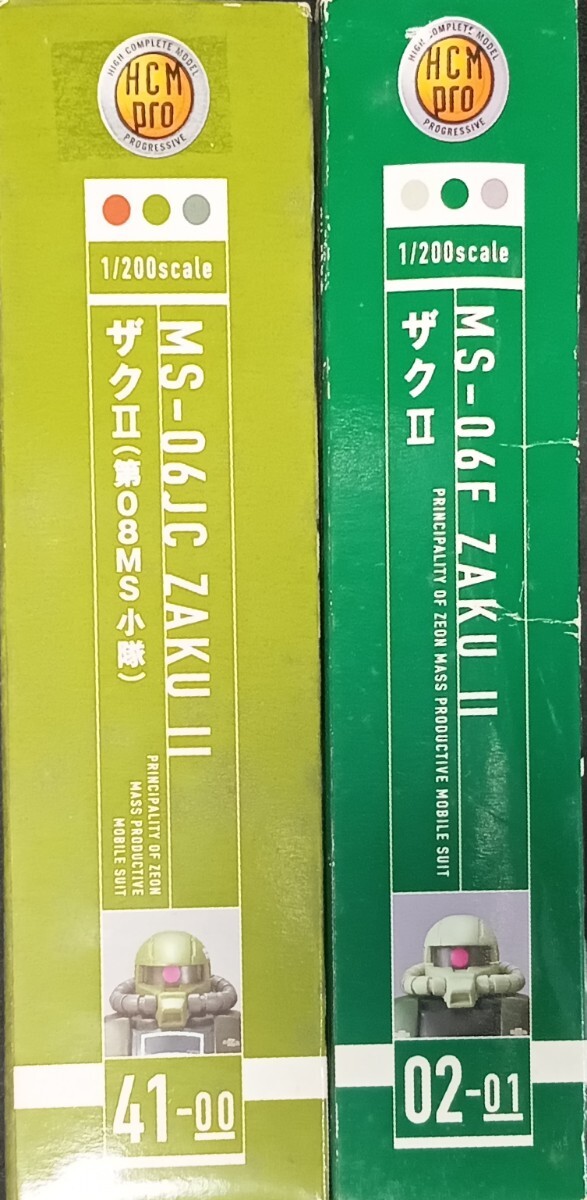 HIGH COMPLETE MODEL
HCM
pro
PROGRESSIVE
1/200scale
MS-06JC ZAKU II
ザクII(第08MS小隊)
PRINCIPALITY OF ZEON
MASS PRODUCTIVE
MOBILE SUIT
41-00
HIGH COMPLETE MODEL
HCM
pro
PROGRESSIVE
1/200scale
MS-06F ZAKU II
ザクII
PRINCIPALITY OF ZEON MASS PRODUCTIVE MOBILE SUIT
02-01